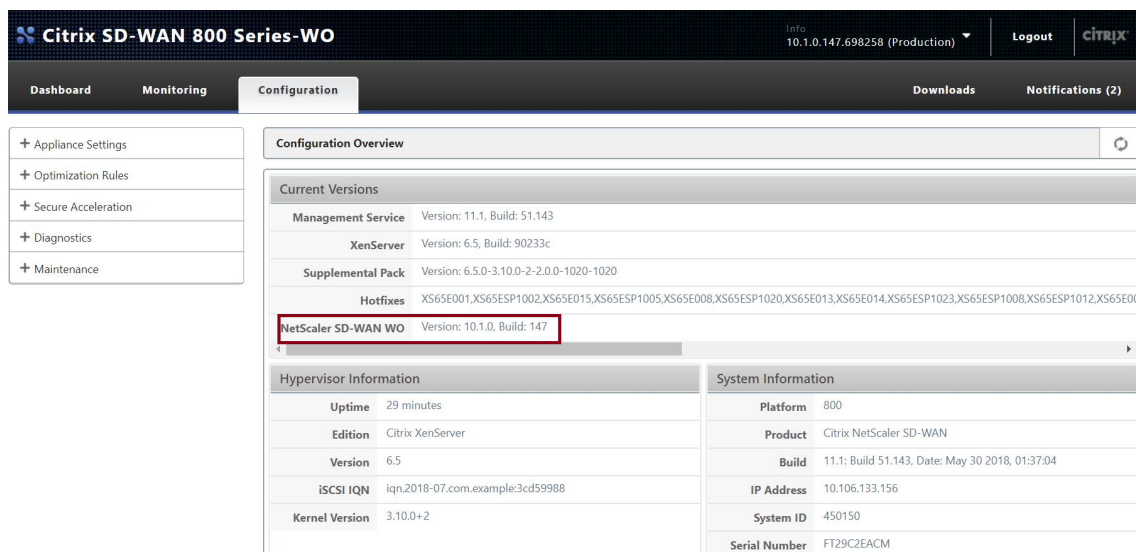 Citrix SD-WAN 800 Series-WO
Info
10.1.0.147.698258 (Production)
Logout
CITRIX
Dashboard Monitoring Configuration Downloads Notifications (2)
+ Appliance Settings
+ Optimization Rules
+ Secure Acceleration
+ Diagnostics
+ Maintenance
Configuration Overview
Current Versions
Management Service Version: 11.1, Build: 51.143
XenServer Version: 6.5, Build: 90233c
Supplemental Pack Version: 6.5.0-3.10.0-2-2.0.0-1020-1020
Hotfixes XS65E001,XS65ESP1002,XS65E015,XS65ESP1005,XS65E008,XS65ESP1020,XS65E013,XS65E014,XS65ESP1023,XS65ESP1008,XS65ESP1012,XS65E00
NetScaler SD-WAN WO Version: 10.1.0, Build: 147
Hypervisor Information
Uptime 29 minutes
Edition Citrix XenServer
Version 6.5
iSCSI IQN iqn.2018-07.com.example:3cd59988
Kernel Version 3.10.0+2
System Information
Platform 800
Product Citrix NetScaler SD-WAN
Build 11.1: Build 51.143, Date: May 30 2018, 01:37:04
IP Address 10.106.133.156
System ID 450150
Serial Number FT29C2EACM